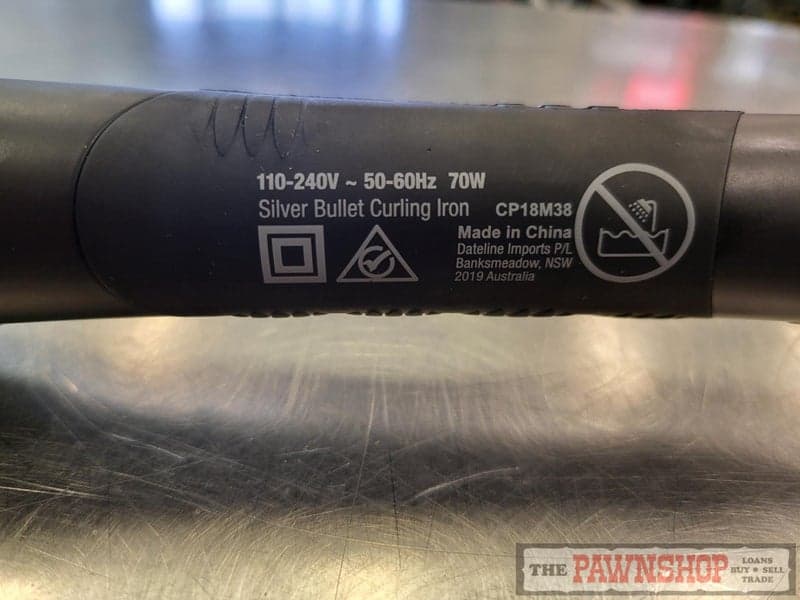 110-240V ~ 50-60Hz 70W
Silver Bullet Curling Iron CP18M38
Made in China
Dateline Imports P/L
Banksmeadow, NSW
2019 Australia
THE PAWNSHOP LOANS
BUY • SELL
TRADE